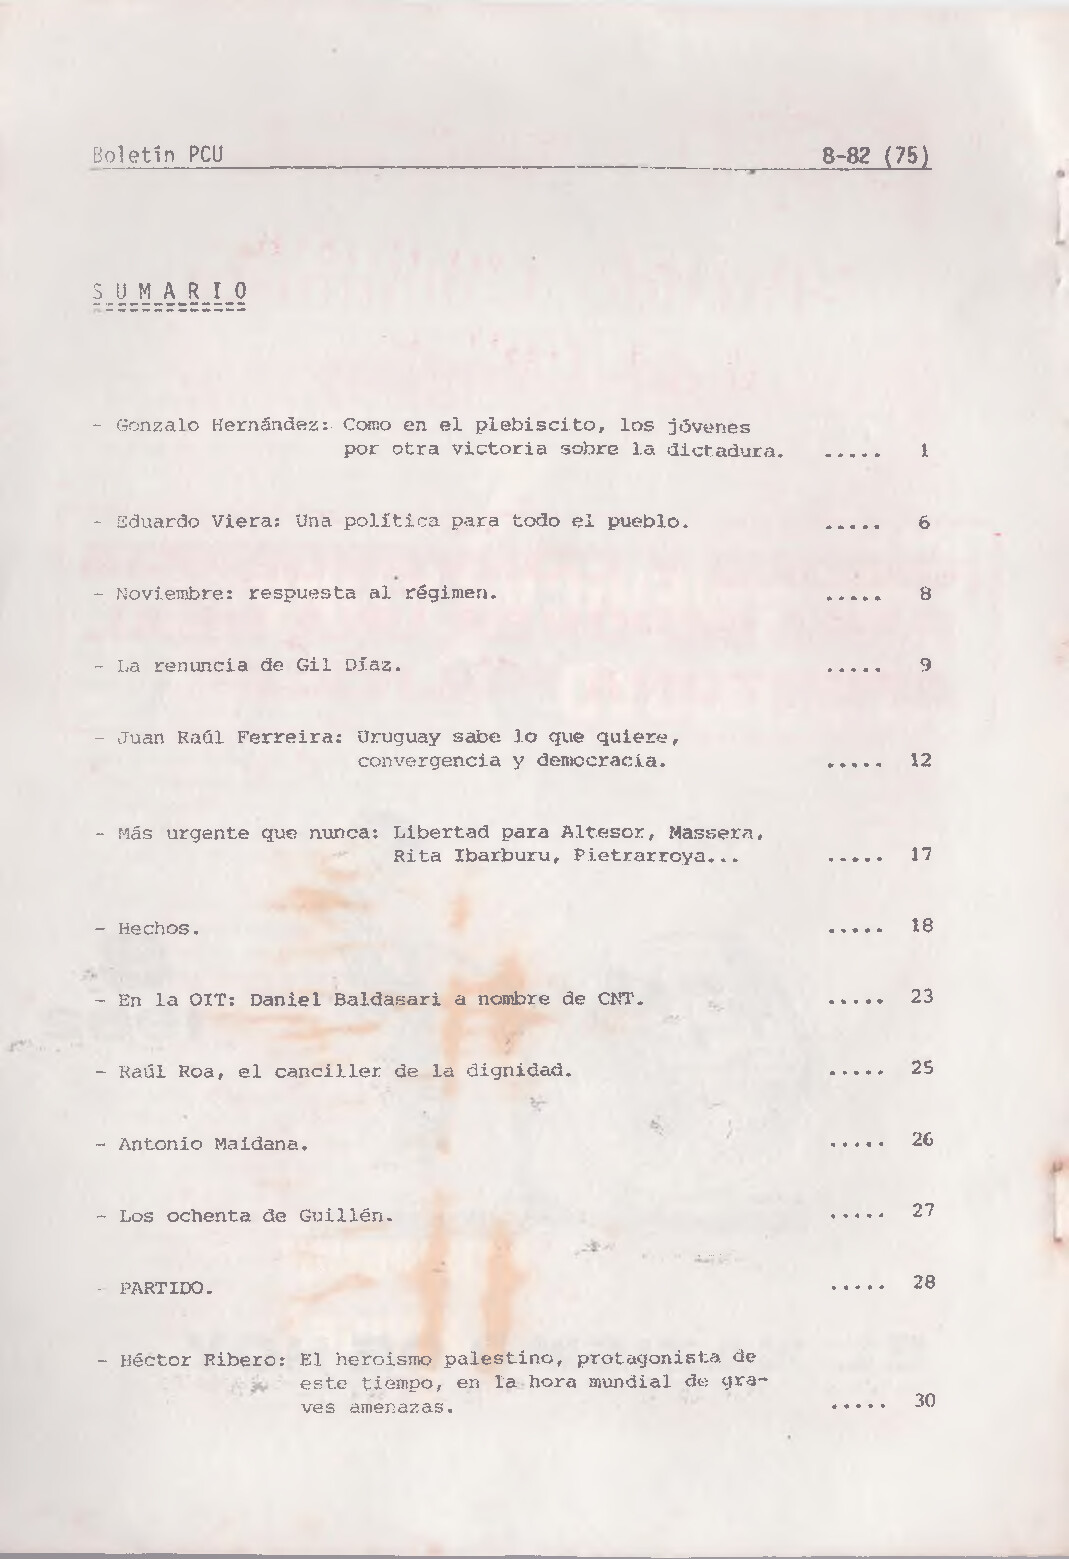 Boletín PCU 8-82 (75)
S U M A R I O
- Gonzalo Hernández: Como en el plebiscito, los jóvenes
por otra victoria sobre la dictadura. ..... 1
- Eduardo Viera: Una política para todo el pueblo. ..... 6
- Noviembre: respuesta al régimen. ..... 8
- La renuncia de Gil Díaz. ..... 9
- Juan Raúl Ferreira: Uruguay sabe lo que quiere,
convergencia y democracia. ..... 12
- Más urgente que nunca: Libertad para Altesor, Massera,
Rita Ibarburu, Pietrarroya... ..... 17
- Hechos. ..... 18
- En la OIT: Daniel Baldasari a nombre de CNT. ..... 23
- Raúl Roa, el canciller de la dignidad. ..... 25
- Antonio Maidana. ..... 26
- Los ochenta de Guillén. ..... 27
- PARTIDO. ..... 28
- Héctor Ribero: El heroismo palestino, protagonista de
este tiempo, en la hora mundial de gra-
ves amenazas. ..... 30